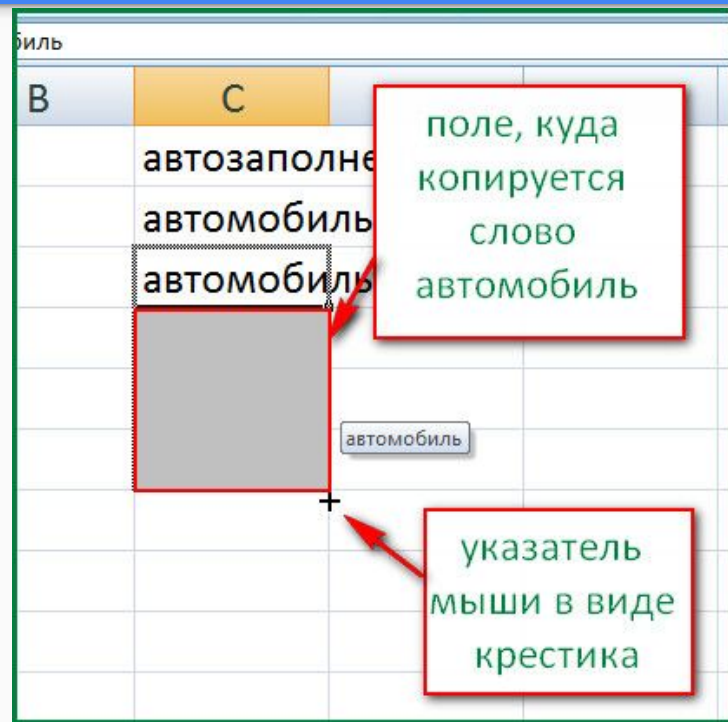 биль
B C
автозаполне
автомобиль
автомобиль
поле, куда
копируется
слово
автомобиль
автомобиль
указатель
мыши в виде
крестика